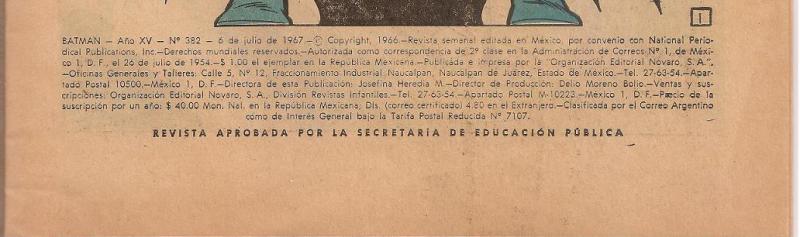 1
BATMAN — Año XV — Nº 382 — 6 de julio de 1967.—© Copyright, 1966.—Revista semanal editada en México, por convenio con National Perio-
dical Publications, Inc.—Derechos mundiales reservados.—Autorizada como correspondencia de 2ª clase en la Administración de Correos Nº 1, de Méxi-
co 1, D. F., el 26 de julio de 1954.—$ 1.00 el ejemplar en la República Mexicana.—Publicada e impresa por la "Organización Editorial Novaro, S. A.",
—Oficinas Generales y Talleres: Calle 5, Nº 12, Fraccionamiento Industrial Naucalpan, Naucalpan de Juárez, Estado de México.—Tel. 27-63-54.—Apar-
tado Postal 10500.—México 1, D. F.—Directora de esta Publicación: Josefina Heredia M.—Director de Producción: Delio Moreno Bolio.—Ventas y sus-
cripciones: Organización Editorial Novaro, S. A., División Revistas Infantiles.—Tel. 27-63-54.—Apartado Postal M-10223.—México 1, D. F.—Precio de la
suscripción por un año: $ 40.00 Mon. Nal. en la República Mexicana; Dls. (correo certificado) 4.80 en el Extranjero.—Clasificada por el Correo Argentino
como de Interés General bajo la Tarifa Postal Reducida Nº 7107.
REVISTA APROBADA POR LA SECRETARÍA DE EDUCACIÓN PÚBLICA